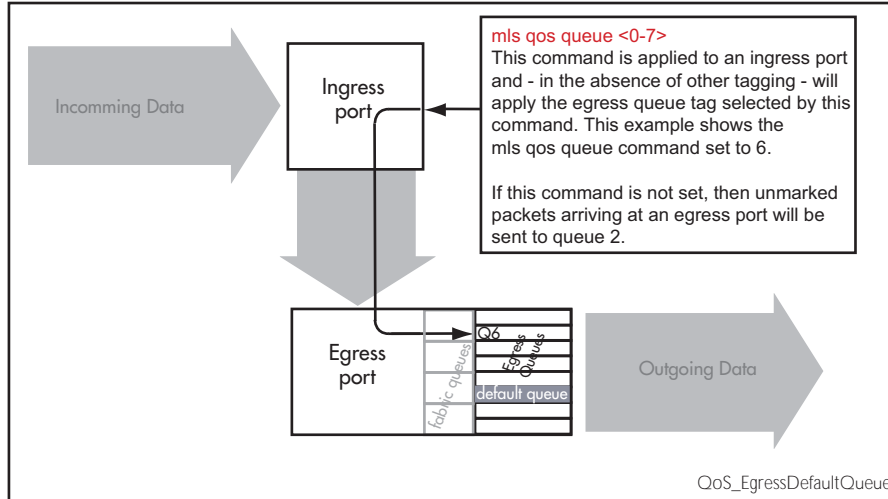 mls qos queue <0-7>
This command is applied to an ingress port
and - in the absence of other tagging - will
apply the egress queue tag selected by this
command. This example shows the
mls qos queue command set to 6.
If this command is not set, then unmarked
packets arriving at an egress port will be
sent to queue 2.
Incomming Data
Ingress
port
Egress
port
fabric queues
Q6
Egress
Queues
default queue
Outgoing Data
QoS_EgressDefaultQueue